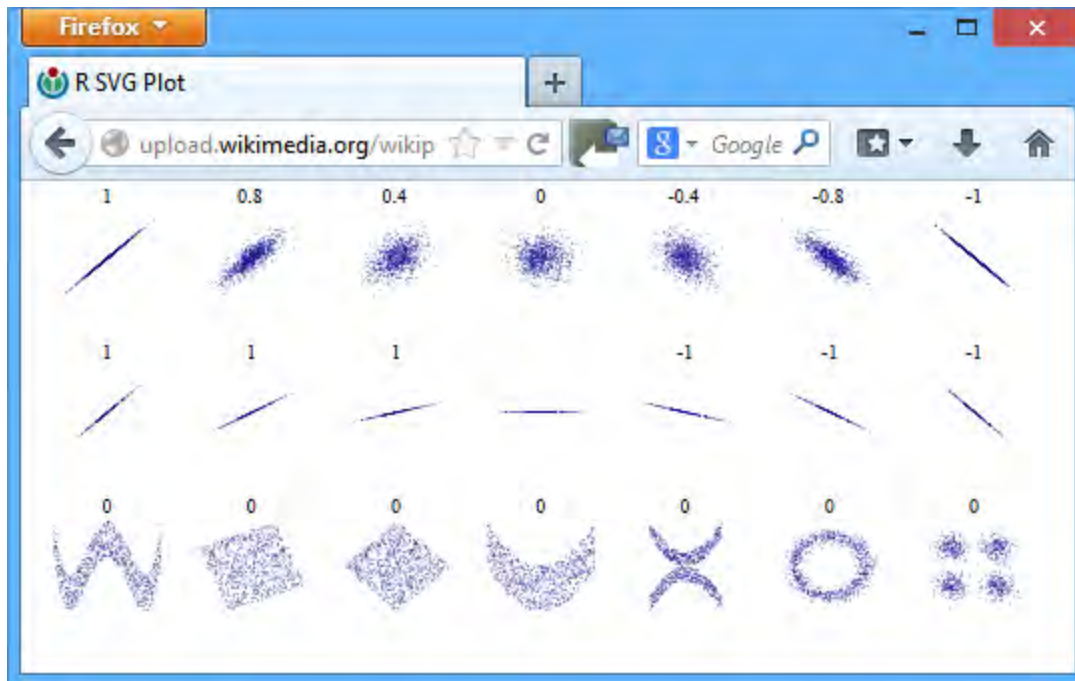 Firefox
R SVG Plot
upload.wikimedia.org/wikip
8 Google
1 0.8 0.4 0 -0.4 -0.8 -1
1 1 1 -1 -1 -1
0 0 0 0 0 0 0